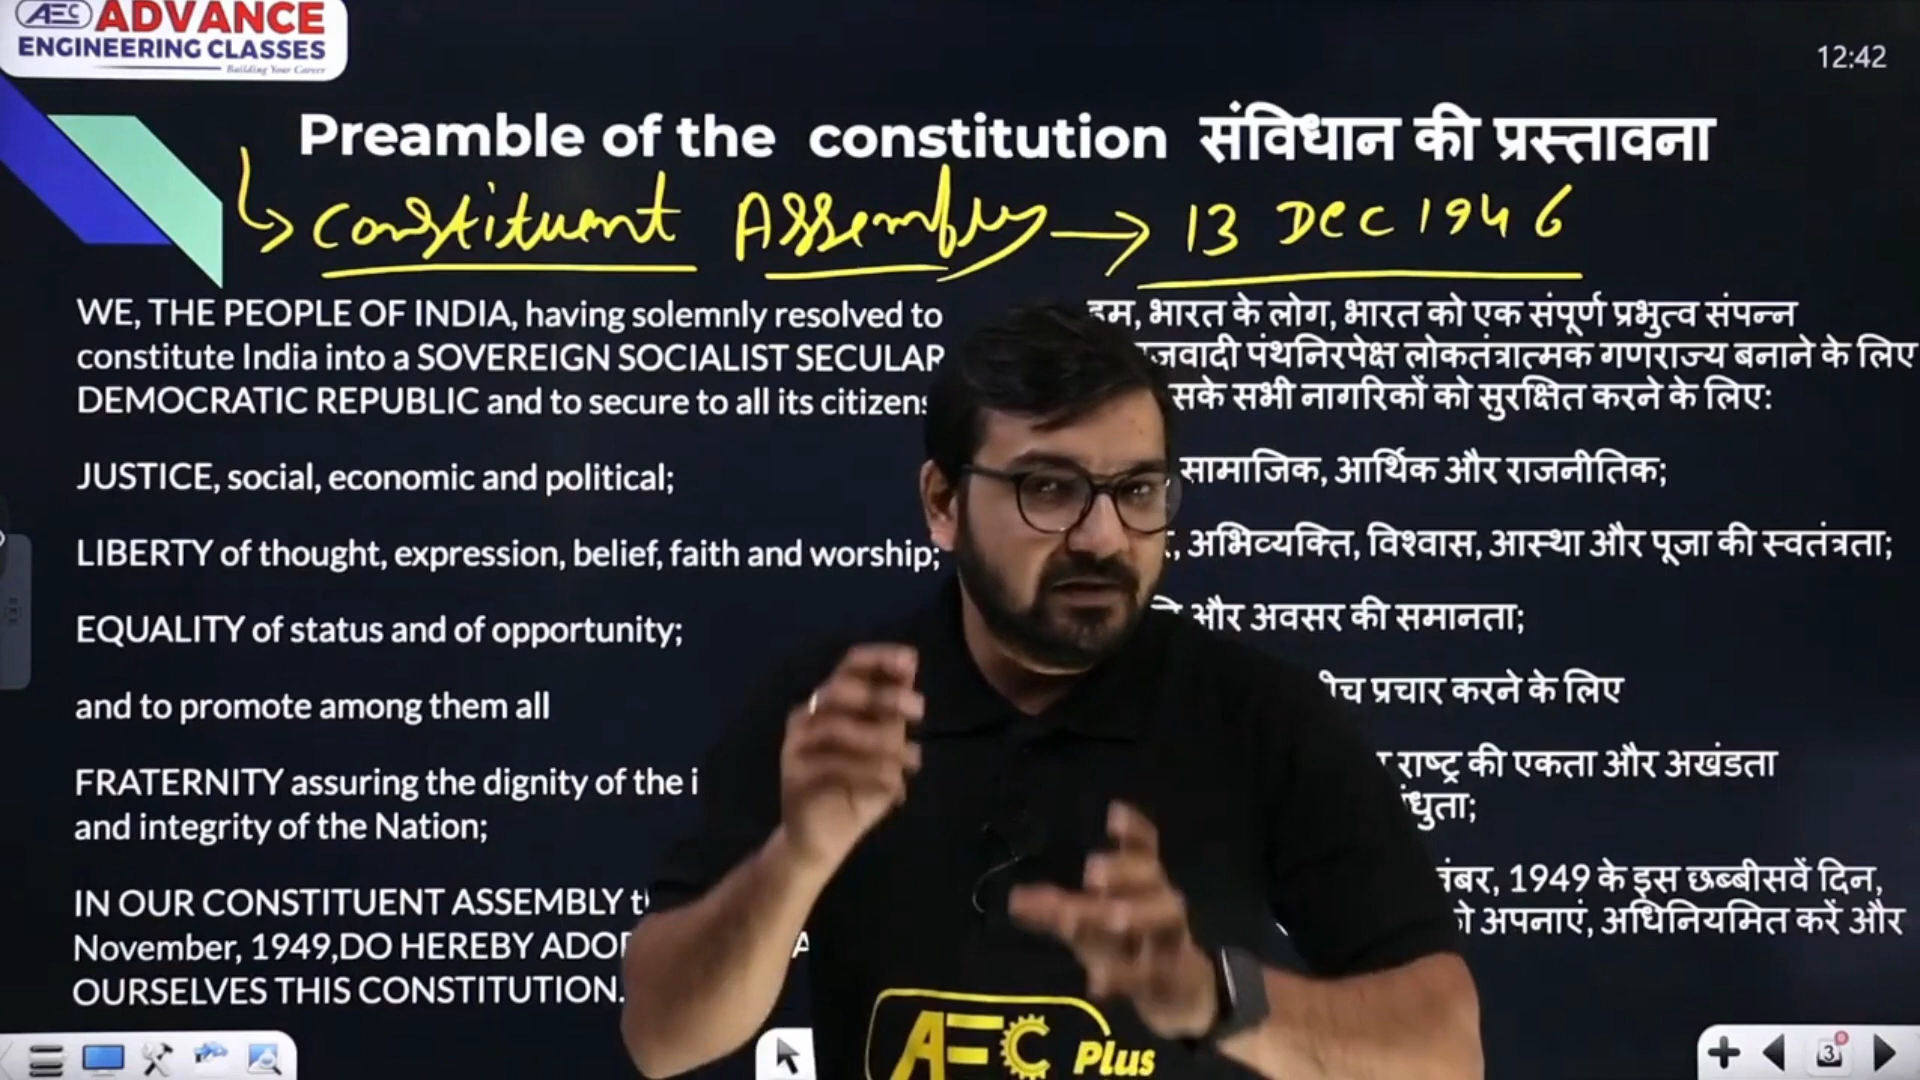 AEC ADVANCE
ENGINEERING CLASSES
Building Your Career
12:42
Preamble of the constitution संविधान की प्रस्तावना
Constituent Assembly → 13 Dec 1946
WE, THE PEOPLE OF INDIA, having solemnly resolved to
constitute India into a SOVEREIGN SOCIALIST SECULAR
DEMOCRATIC REPUBLIC and to secure to all its citizens
JUSTICE, social, economic and political;
LIBERTY of thought, expression, belief, faith and worship;
EQUALITY of status and of opportunity;
and to promote among them all
FRATERNITY assuring the dignity of the
and integrity of the Nation;
IN OUR CONSTITUENT ASSEMBLY
November, 1949,DO HEREBY
OURSELVES THIS CONSTITUTION.
हम, भारत के लोग, भारत को एक संपूर्ण प्रभुत्व संपन्न
पंथनिरपेक्ष लोकतंत्रात्मक गणराज्य बनाने के लिए
सभी नागरिकों को सुरक्षित करने के लिए:
सामाजिक, आर्थिक और राजनीतिक;
अभिव्यक्ति, विश्वास, आस्था और पूजा की स्वतंत्रता;
और अवसर की समानता;
प्रचार करने के लिए
राष्ट्र की एकता और अखंडता
1949 के इस छब्बीसवें दिन,
अपनाएं, अधिनियमित करें और
AEC Plus
3